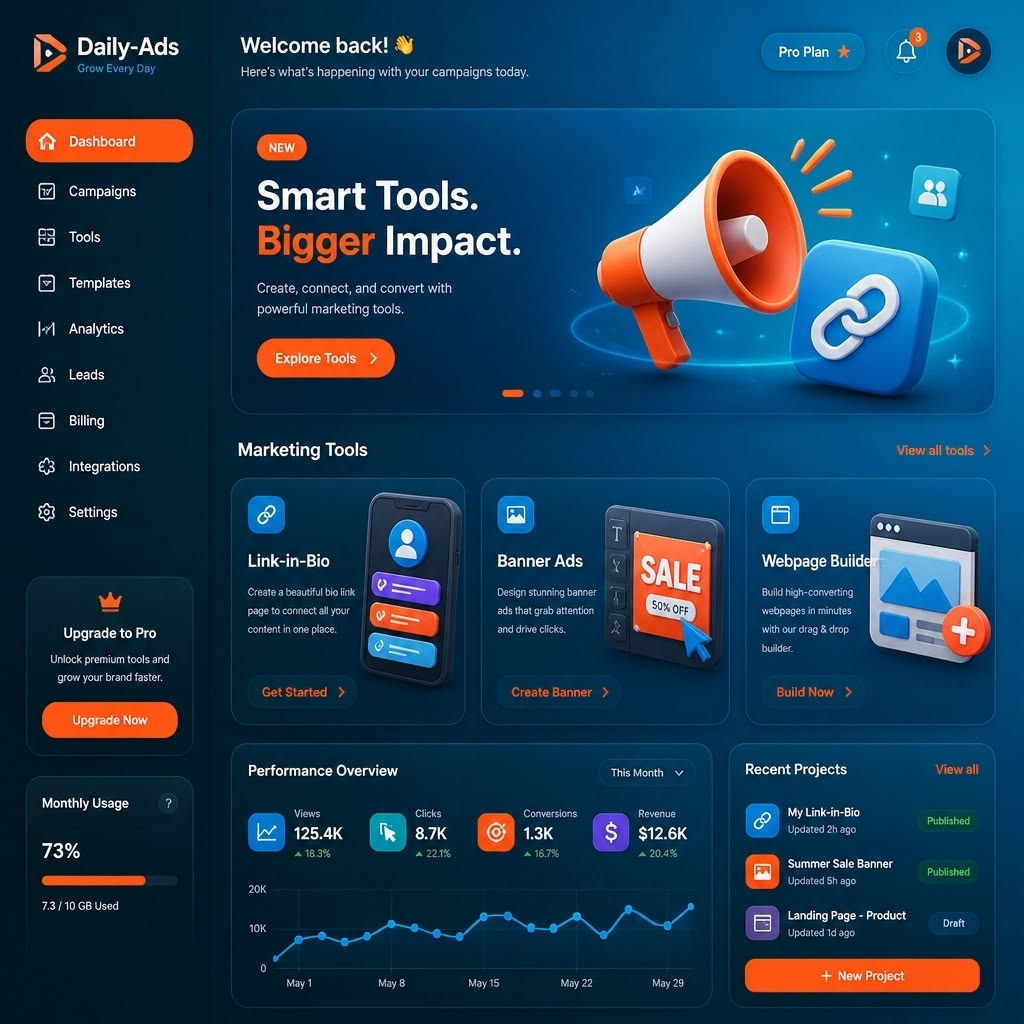 Daily-Ads
Grow Every Day
Welcome back! 👋
Here's what's happening with your campaigns today.
Pro Plan
3
Dashboard
Campaigns
Tools
Templates
Analytics
Leads
Billing
Integrations
Settings
Upgrade to Pro
Unlock premium tools and
grow your brand faster.
Upgrade Now
Monthly Usage
?
73%
7.3 / 10 GB Used
NEW
Smart Tools.
Bigger Impact.
Create, connect, and convert with
powerful marketing tools.
Explore Tools
Marketing Tools
View all tools
Link-in-Bio
Create a beautiful bio link
page to connect all your
content in one place.
Get Started
Banner Ads
Design stunning banner
ads that grab attention
and drive clicks.
Create Banner
T
SALE
50% OFF
Webpage Builder
Build high-converting
webpages in minutes
with our drag & drop
builder.
Build Now
Performance Overview
This Month
Views
125.4K
18.3%
Clicks
8.7K
22.1%
Conversions
1.3K
16.7%
Revenue
$12.6K
20.4%
20K
10K
0
May 1
May 8
May 15
May 22
May 29
Recent Projects
View all
My Link-in-Bio
Updated 2h ago
Published
Summer Sale Banner
Updated 5h ago
Published
Landing Page - Product
Updated 1d ago
Draft
+ New Project